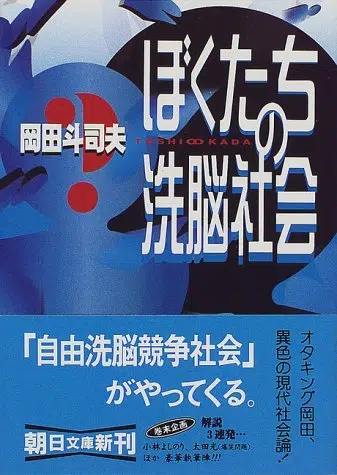 ぼくたちの
洗脳社会
TOSHIO OKADA
岡田斗司夫
「自由洗脳競争社会」
がやってくる。
オタキング岡田、
異色の現代社会論!
朝日文庫新刊
巻末企画
解説
3連発…
小林よしのり、太田光(爆笑問題)
ほか 豪華執筆陣!!!